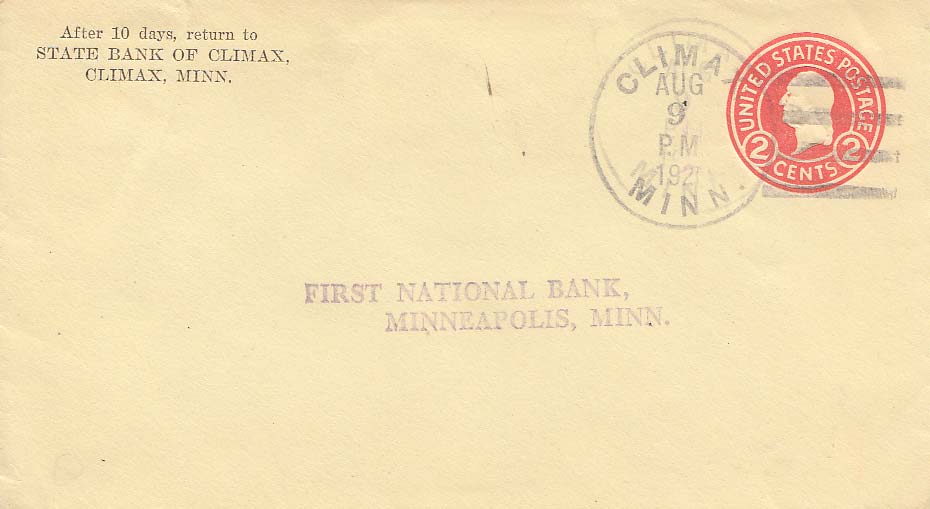 After 10 days, return to
STATE BANK OF CLIMAX,
CLIMAX, MINN.
AUG
9
P.M
MINN.
UNITED STATES POSTAGE
2 CENTS 2
FIRST NATIONAL BANK,
MINNEAPOLIS, MINN.